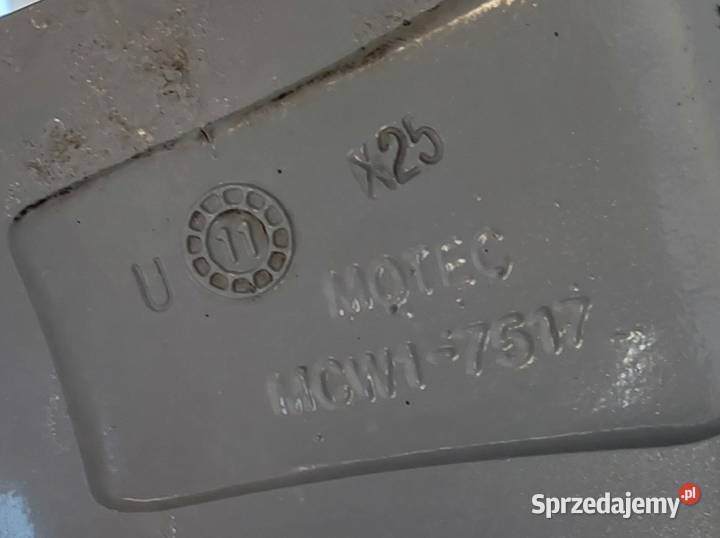 X25
U 11
MOTEC
MCW1-7517
Sprzedajemy.pl